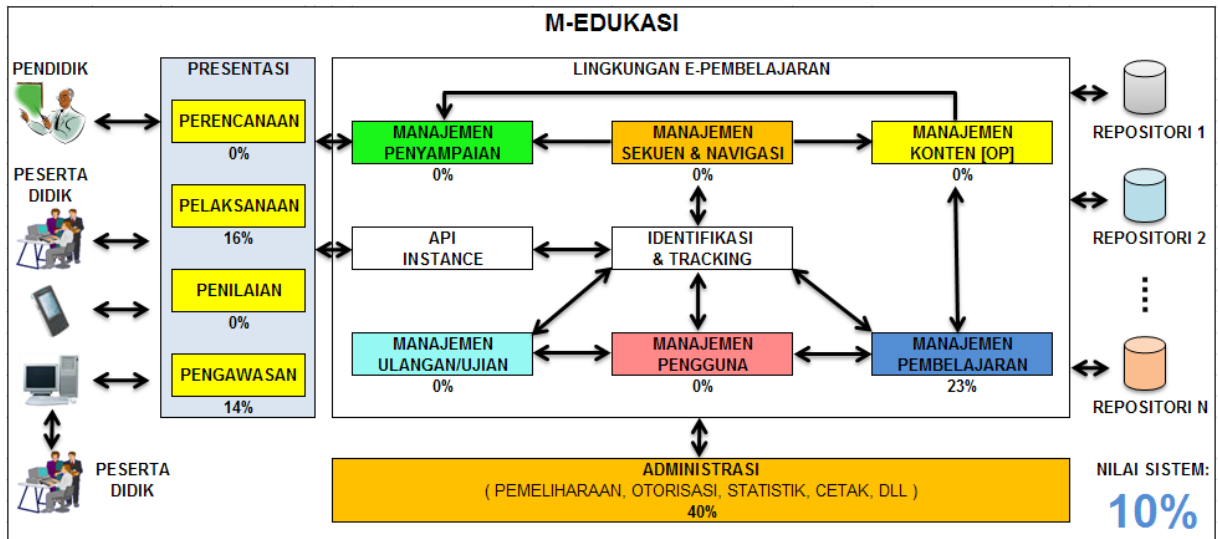 M-EDUKASI
PENDIDIK
PRESENTASI
LINGKUNGAN E-PEMBELAJARAN
PERENCANAAN
0%
MANAJEMEN
PENYAMPAIAN
0%
MANAJEMEN
SEKUEN & NAVIGASI
0%
MANAJEMEN
KONTEN [OP]
0%
REPOSITORI 1
PESERTA
DIDIK
PELAKSANAAN
16%
API
INSTANCE
IDENTIFIKASI
& TRACKING
REPOSITORI 2
PENILAIAN
0%
MANAJEMEN
ULANGAN/UJIAN
0%
MANAJEMEN
PENGGUNA
0%
MANAJEMEN
PEMBELAJARAN
23%
PENGAWASAN
14%
REPOSITORI N
PESERTA
DIDIK
ADMINISTRASI
( PEMELIHARAAN, OTORISASI, STATISTIK, CETAK, DLL )
40%
NILAI SISTEM:
10%